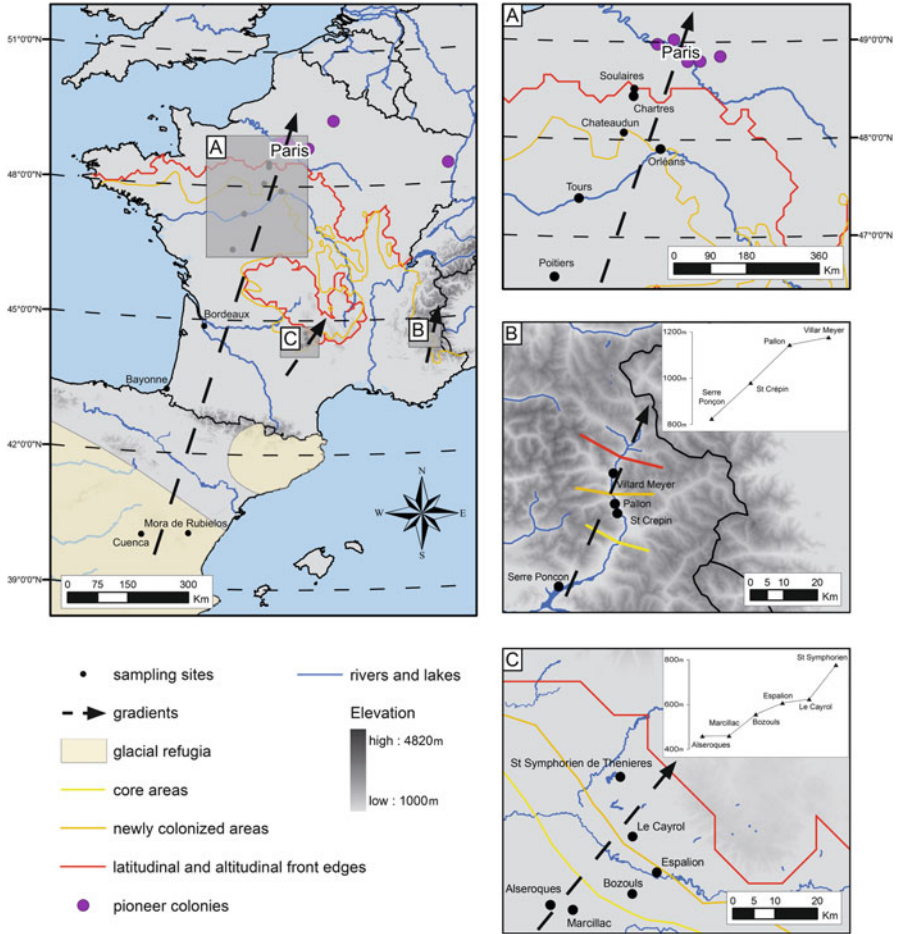 51°0'0"N
48°0'0"N
45°0'0"N
42°0'0"N
39°0'0"N
A
Paris
Bordeaux
C
B
Bayonne
Mora de Rubielos
Cuenca
N
W E
S
0 75 150 300
Km
A
49°0'0"N
48°0'0"N
47°0'0"N
Paris
Soulaires
Chartres
Chateaudun
Orléans
Tours
Poitiers
0 90 180 360
Km
B
1200m
1000m
800m
Villar Meyer
Pallon
St Crépin
Serre
Ponçon
Villard Meyer
Pallon
St Crepin
Serre Poncon
0 5 10 20
Km
sampling sites
gradients
glacial refugia
core areas
newly colonized areas
latitudinal and altitudinal front edges
pioneer colonies
rivers and lakes
Elevation
high : 4820m
low : 1000m
C
800m
600m
400m
St Symphorien
Espalion
Le Cayrol
Marcillac
Bozouls
Alseroques
St Symphorien de Thenieres
Le Cayrol
Espalion
Bozouls
Alseroques
Marcillac
0 5 10 20
Km